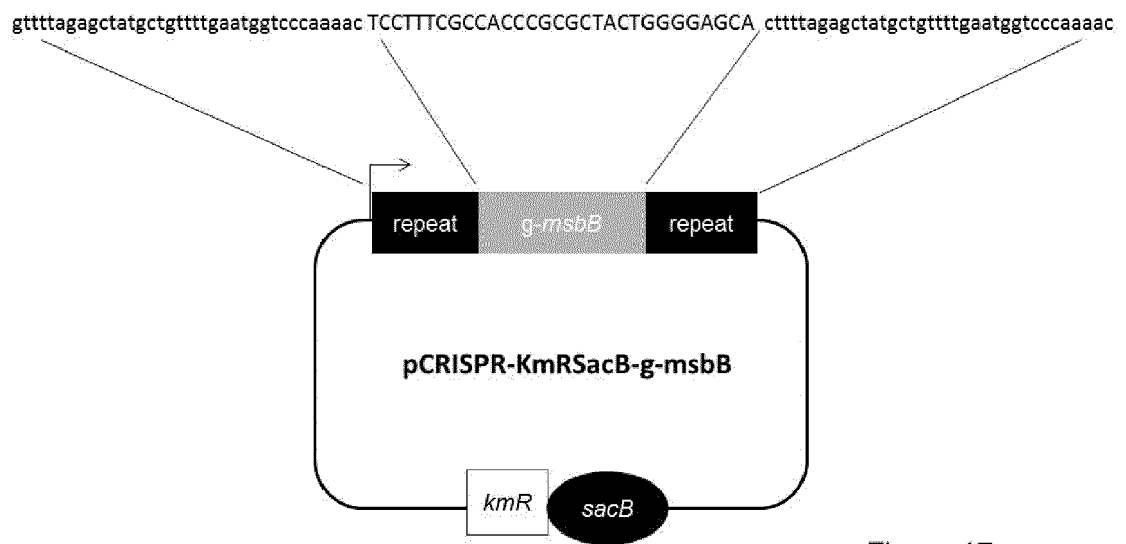 gttttagagctatgctgttttgaatggtcccaaaac TCCTTTCGCCACCCGCGCTACTGGGGAGCA cttttagagctatgctgttttgaatggtcccaaaac
repeat g-msbB repeat
pCRISPR-KmRSacB-g-msbB
kmR sacB